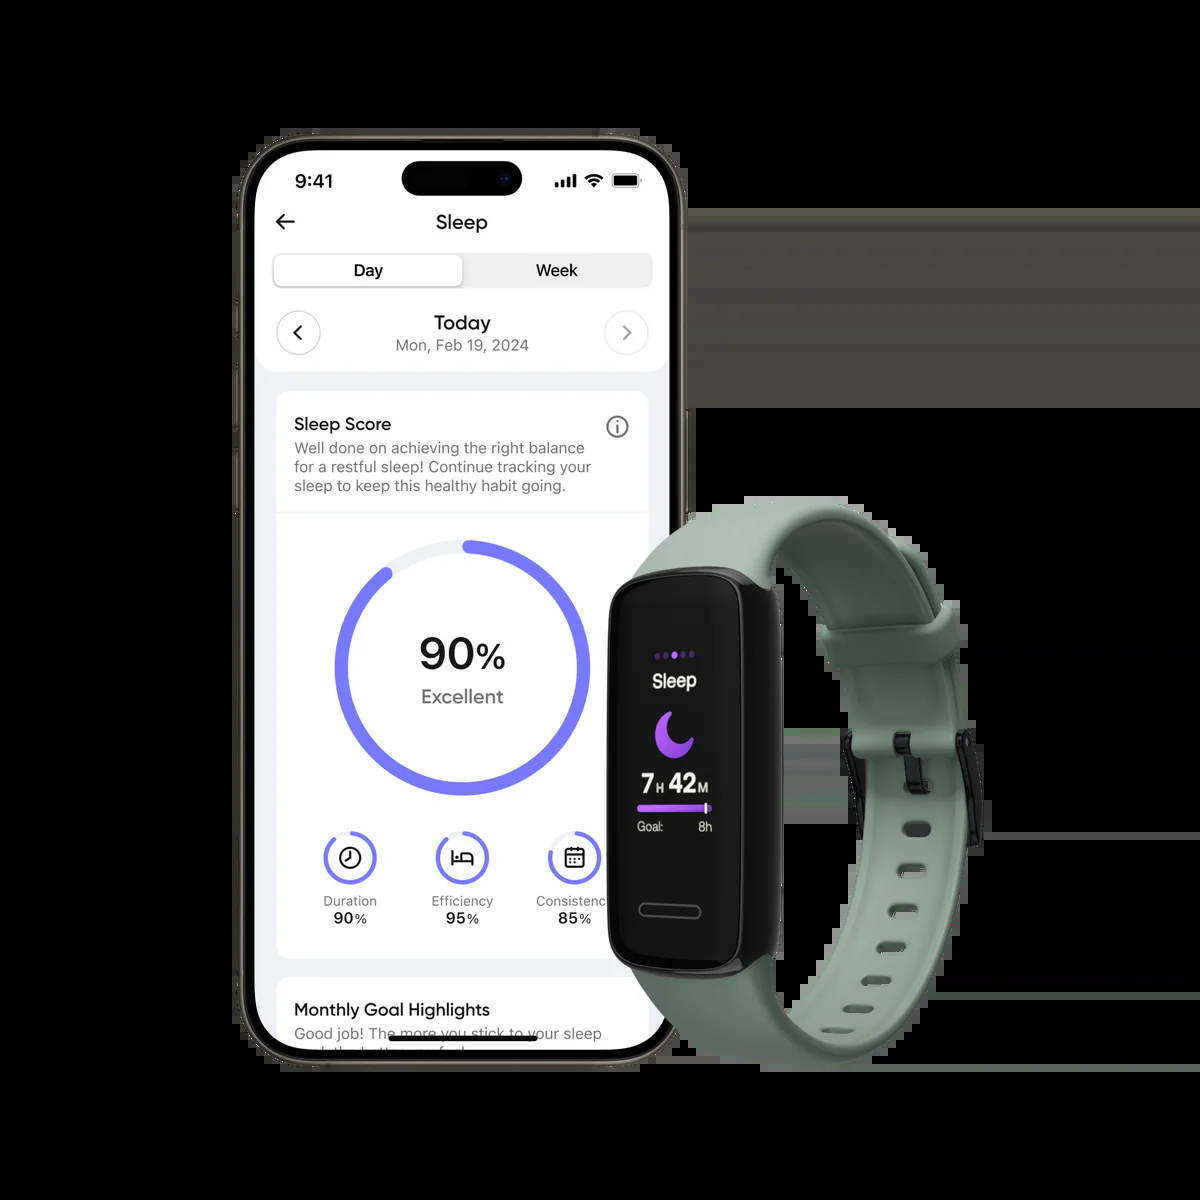 9:41
Sleep
Day
Week
Today
Mon, Feb 19, 2024
Sleep Score
Well done on achieving the right balance
for a restful sleep! Continue tracking your
sleep to keep this healthy habit going.
90%
Excellent
Duration
90%
Efficiency
95%
Consistenc
85%
Monthly Goal Highlights
Good job! The more you stick to your sleep
Sleep
7H 42M
Goal: 8h